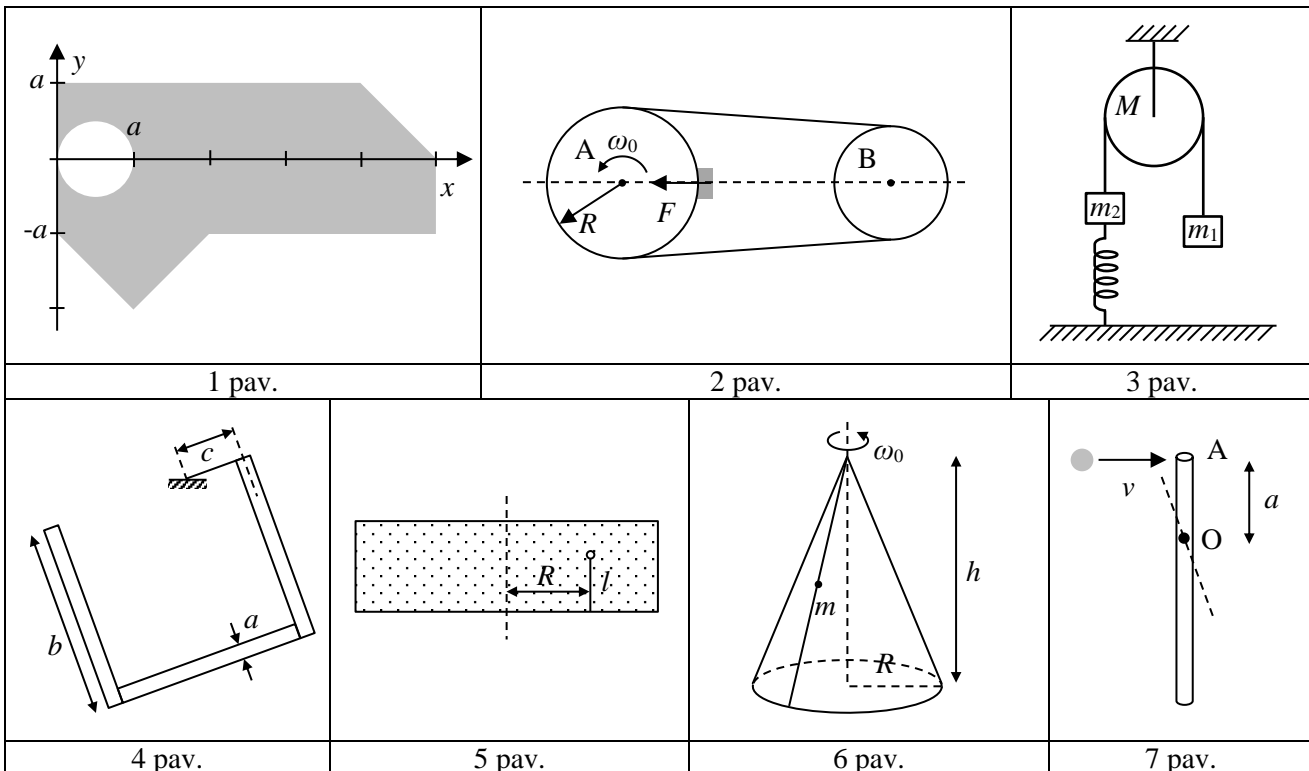 y
a
a
x
-a
1 pav.
A
ω₀
B
F
R
2 pav.
M
m₂
m₁
3 pav.
c
b
a
4 pav.
R
l
5 pav.
ω₀
h
m
R
6 pav.
A
v
a
O
7 pav.